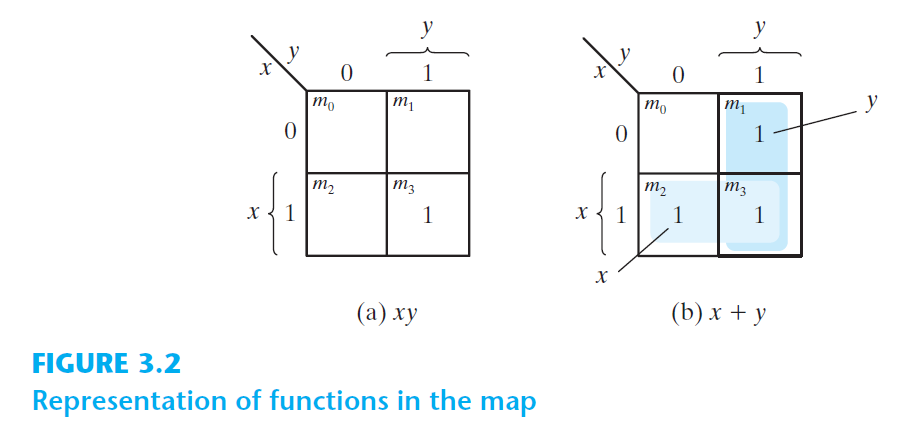 y y
y y
x 0 1 x 0 1
m₀ m₁ m₀ m₁ y
0 0 1
m₂ m₃ m₂ m₃
x { 1 1 x { 1 1 1
x
(a) xy (b) x + y
FIGURE 3.2
Representation of functions in the map